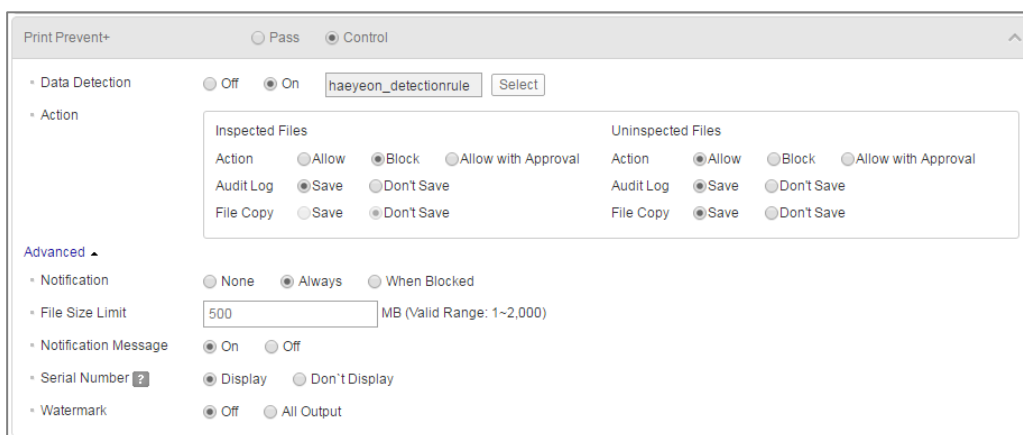 Print Prevent+ Pass Control
Data Detection Off On haeyeon_detectionrule Select
Action
Inspected Files Uninspected Files
Action Allow Block Allow with Approval Action Allow Block Allow with Approval
Audit Log Save Don't Save Audit Log Save Don't Save
File Copy Save Don't Save File Copy Save Don't Save
Advanced
Notification None Always When Blocked
File Size Limit 500 MB (Valid Range: 1~2,000)
Notification Message On Off
Serial Number ? Display Don`t Display
Watermark Off All Output